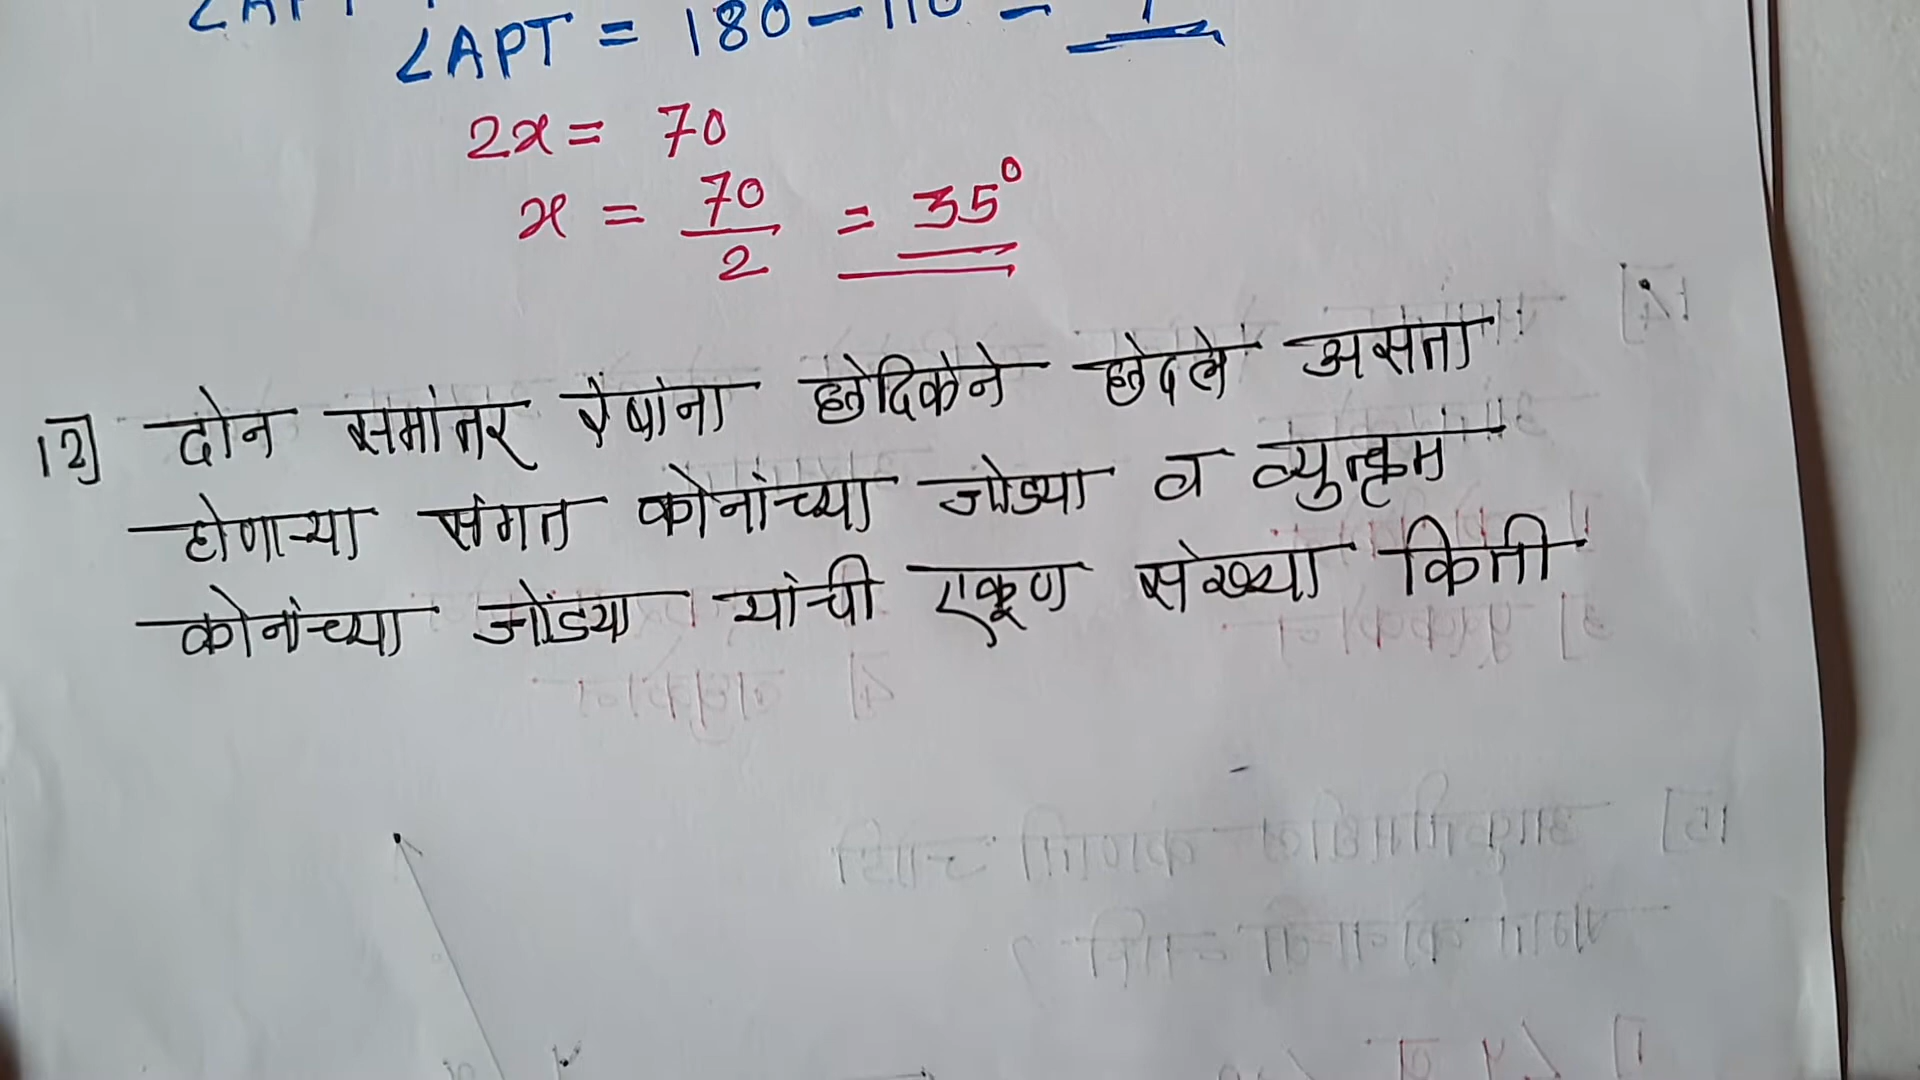 ∠APT = 180 - 110 =
2x = 70
x = 70/2 = 35°
12] दोन समांतर रेषांना छेदिकेने छेदले असता
होणाऱ्या संगत कोनांच्या जोड्या व व्युत्क्रम
कोनांच्या जोड्या यांची एकूण संख्या किती